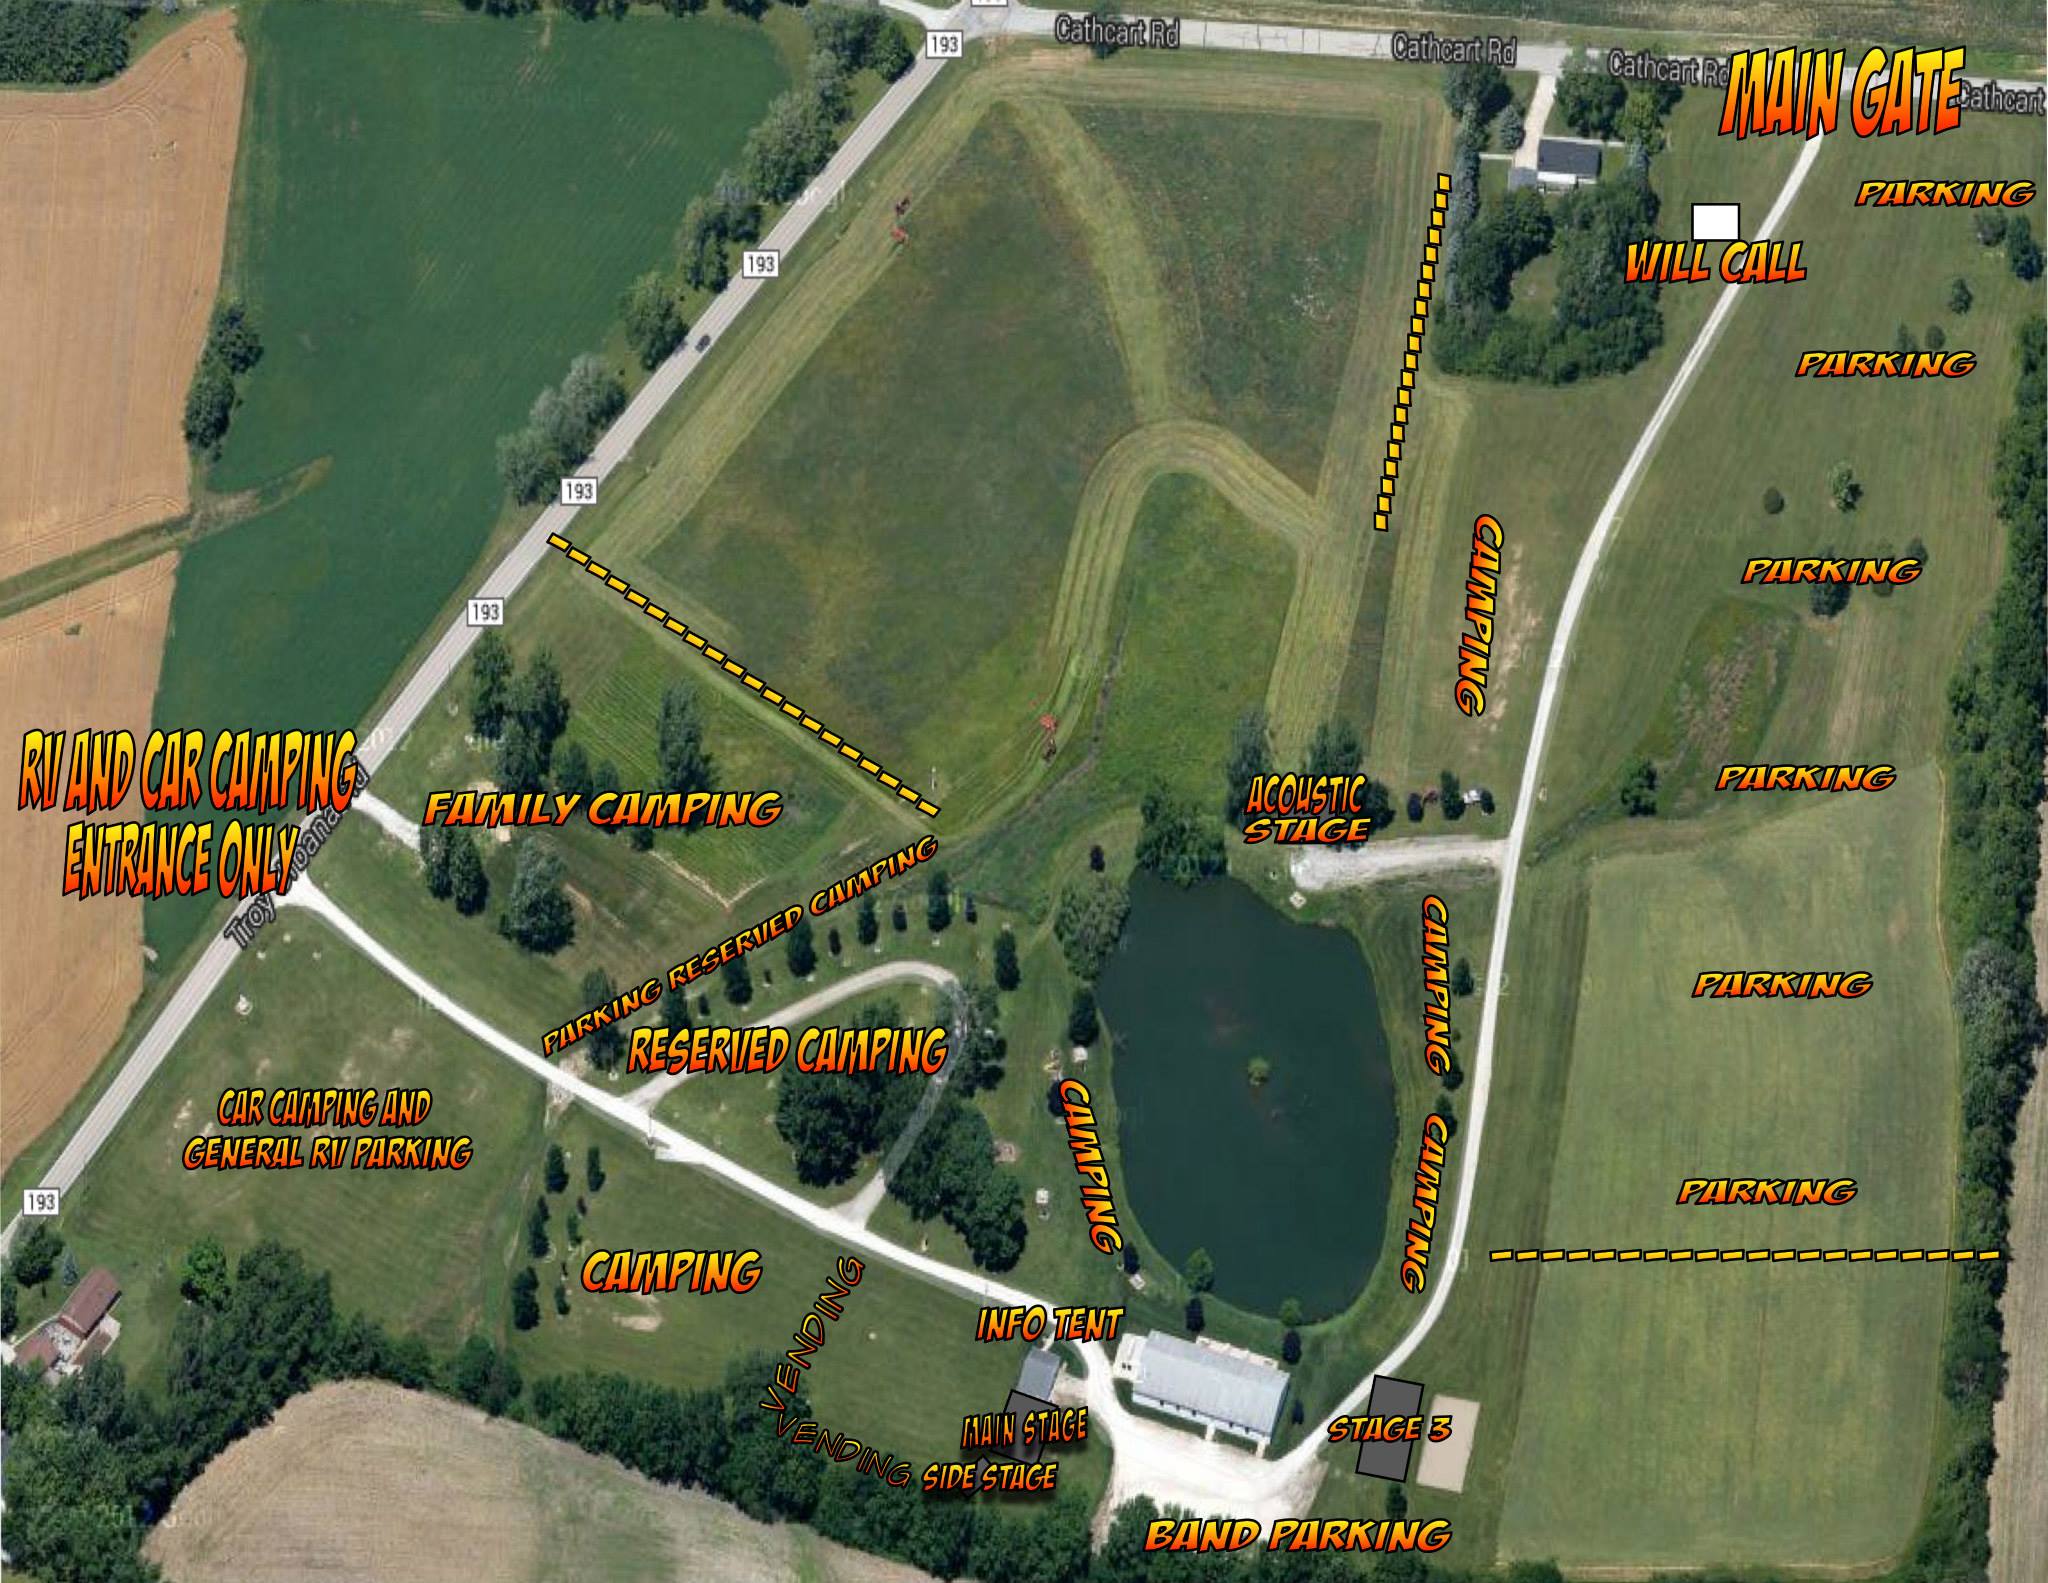 193
Cathcart Rd
Cathcart Rd
Cathcart Rd
MAIN GATE
Cathcart
PARKING
193
WILL CALL
PARKING
193
CAMPING
PARKING
193
RV AND CAR CAMPING
ENTRANCE ONLY
Troy
FAMILY CAMPING
ACOUSTIC
STAGE
PARKING
PARKING RESERVED CAMPING
CAMPING
PARKING
RESERVED CAMPING
CAR CAMPING AND
GENERAL RV PARKING
CAMPING
CAMPING
PARKING
193
CAMPING
VENDING
INFO TENT
VENDING
MAIN STAGE
SIDE STAGE
STAGE 3
BAND PARKING